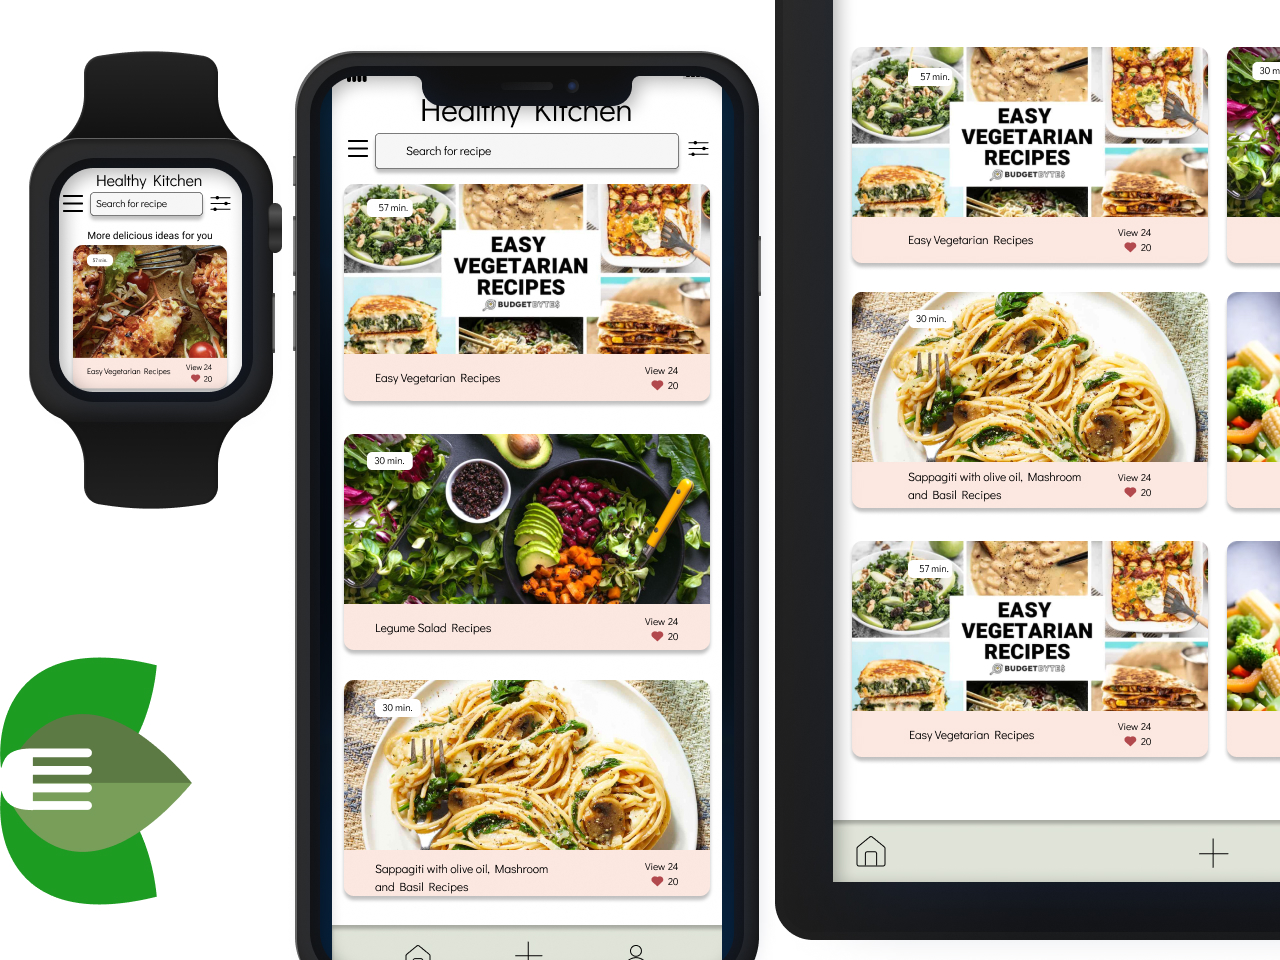 Healthy Kitchen
Search for recipe
More delicious ideas for you
57 min.
Easy Vegetarian Recipes
View 24
20
Healthy Kitchen
Search for recipe
57 min.
EASY
VEGETARIAN
RECIPES
BUDGETBYTES
Easy Vegetarian Recipes
View 24
20
30 min.
Legume Salad Recipes
View 24
20
30 min.
Sappagiti with olive oil, Mashroom
and Basil Recipes
View 24
20
57 min.
EASY
VEGETARIAN
RECIPES
BUDGETBYTES
Easy Vegetarian Recipes
View 24
20
30 m
30 min.
Sappagiti with olive oil, Mashroom
and Basil Recipes
View 24
20
57 min.
EASY
VEGETARIAN
RECIPES
BUDGETBYTES
Easy Vegetarian Recipes
View 24
20